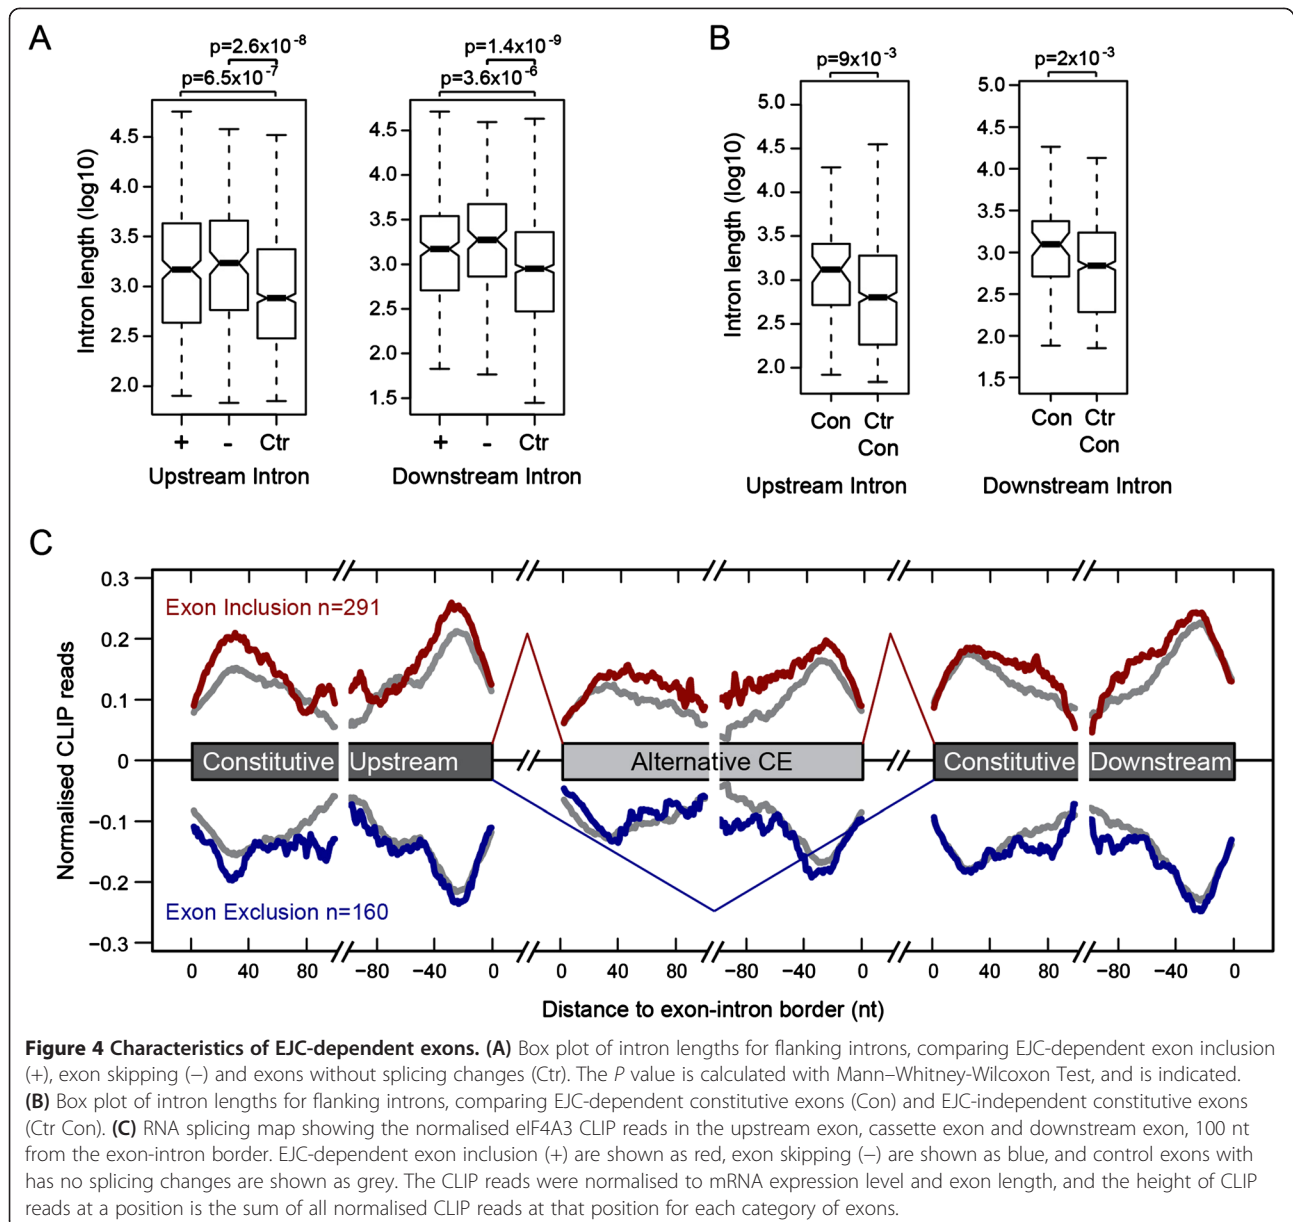 A
p=2.6x10-8
p=6.5x10-7
p=1.4x10-9
p=3.6x10-6
Intron length (log10)
4.5
4.0
3.5
3.0
2.5
2.0
+ - Ctr
Upstream Intron
4.5
4.0
3.5
3.0
2.5
2.0
1.5
+ - Ctr
Downstream Intron
B
p=9x10-3
p=2x10-3
Intron length (log10)
5.0
4.5
4.0
3.5
3.0
2.5
2.0
Con Ctr
Con
Upstream Intron
5.0
4.5
4.0
3.5
3.0
2.5
2.0
1.5
Con Ctr
Con
Downstream Intron
C
Normalised CLIP reads
0.3
0.2
0.1
0
−0.1
−0.2
−0.3
Exon Inclusion n=291
Constitutive Upstream
Alternative CE
Constitutive Downstream
Exon Exclusion n=160
0 40 80 −80 −40 0 0 40 80 −80 −40 0 0 40 80 −80 −40 0
Distance to exon-intron border (nt)
Figure 4 Characteristics of EJC-dependent exons. (A) Box plot of intron lengths for flanking introns, comparing EJC-dependent exon inclusion
(+), exon skipping (−) and exons without splicing changes (Ctr). The P value is calculated with Mann–Whitney-Wilcoxon Test, and is indicated.
(B) Box plot of intron lengths for flanking introns, comparing EJC-dependent constitutive exons (Con) and EJC-independent constitutive exons
(Ctr Con). (C) RNA splicing map showing the normalised eIF4A3 CLIP reads in the upstream exon, cassette exon and downstream exon, 100 nt
from the exon-intron border. EJC-dependent exon inclusion (+) are shown as red, exon skipping (−) are shown as blue, and control exons with
has no splicing changes are shown as grey. The CLIP reads were normalised to mRNA expression level and exon length, and the height of CLIP
reads at a position is the sum of all normalised CLIP reads at that position for each category of exons.